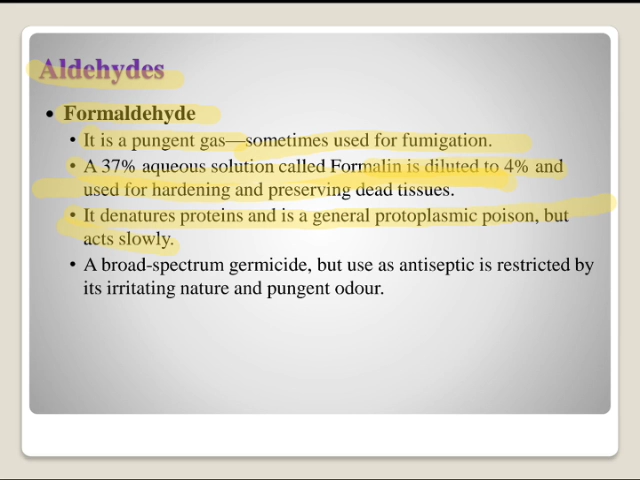 Aldehydes
• Formaldehyde
• It is a pungent gas—sometimes used for fumigation.
• A 37% aqueous solution called Formalin is diluted to 4% and
used for hardening and preserving dead tissues.
• It denatures proteins and is a general protoplasmic poison, but
acts slowly.
• A broad-spectrum germicide, but use as antiseptic is restricted by
its irritating nature and pungent odour.